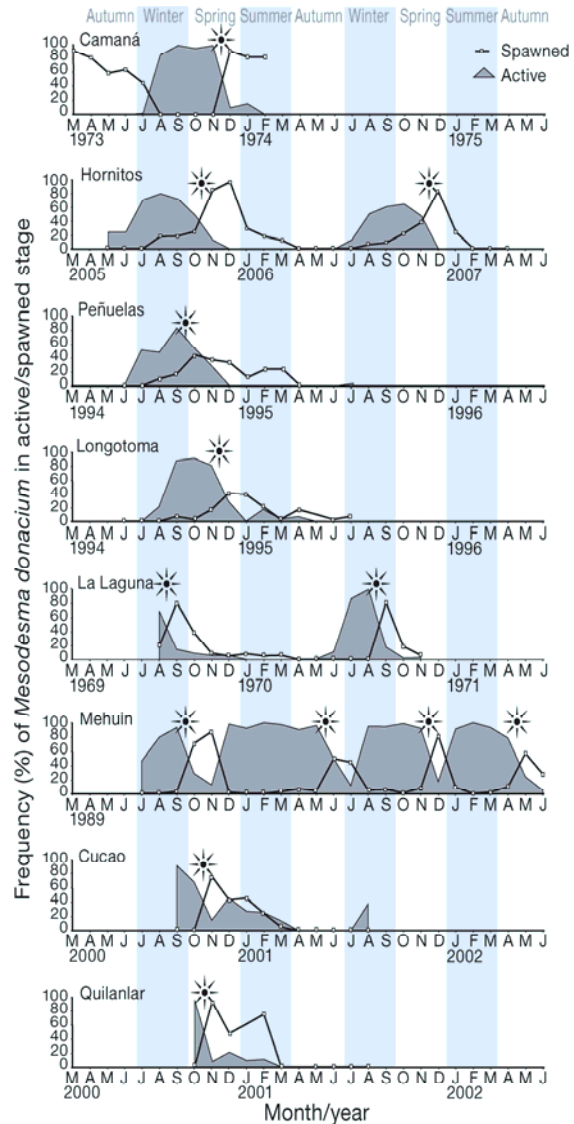 Autumn Winter Spring Summer Autumn Winter Spring Summer Autumn
Frequency (%) of Mesodesma donacium in active/spawned stage
Camaná
Spawned
Active
100
80
60
40
20
0
M A M J J A S O N D J F M A M J J A S O N D J F M A M J
1973 1974 1975
Hornitos
100
80
60
40
20
0
M A M J J A S O N D J F M A M J J A S O N D J F M A M J
2005 2006 2007
Peñuelas
100
80
60
40
20
0
M A M J J A S O N D J F M A M J J A S O N D J F M A M J
1994 1995 1996
Longotoma
100
80
60
40
20
0
M A M J J A S O N D J F M A M J J A S O N D J F M A M J
1994 1995 1996
La Laguna
100
80
60
40
20
0
M A M J J A S O N D J F M A M J J A S O N D J F M A M J
1969 1970 1971
Mehuin
100
80
60
40
20
0
M A M J J A S O N D J F M A M J J A S O N D J F M A M J
1989
Cucao
100
80
60
40
20
0
M A M J J A S O N D J F M A M J J A S O N D J F M A M J
2000 2001 2002
Quilanlar
100
80
60
40
20
0
M A M J J A S O N D J F M A M J J A S O N D J F M A M J
2000 2001 2002
Month/year